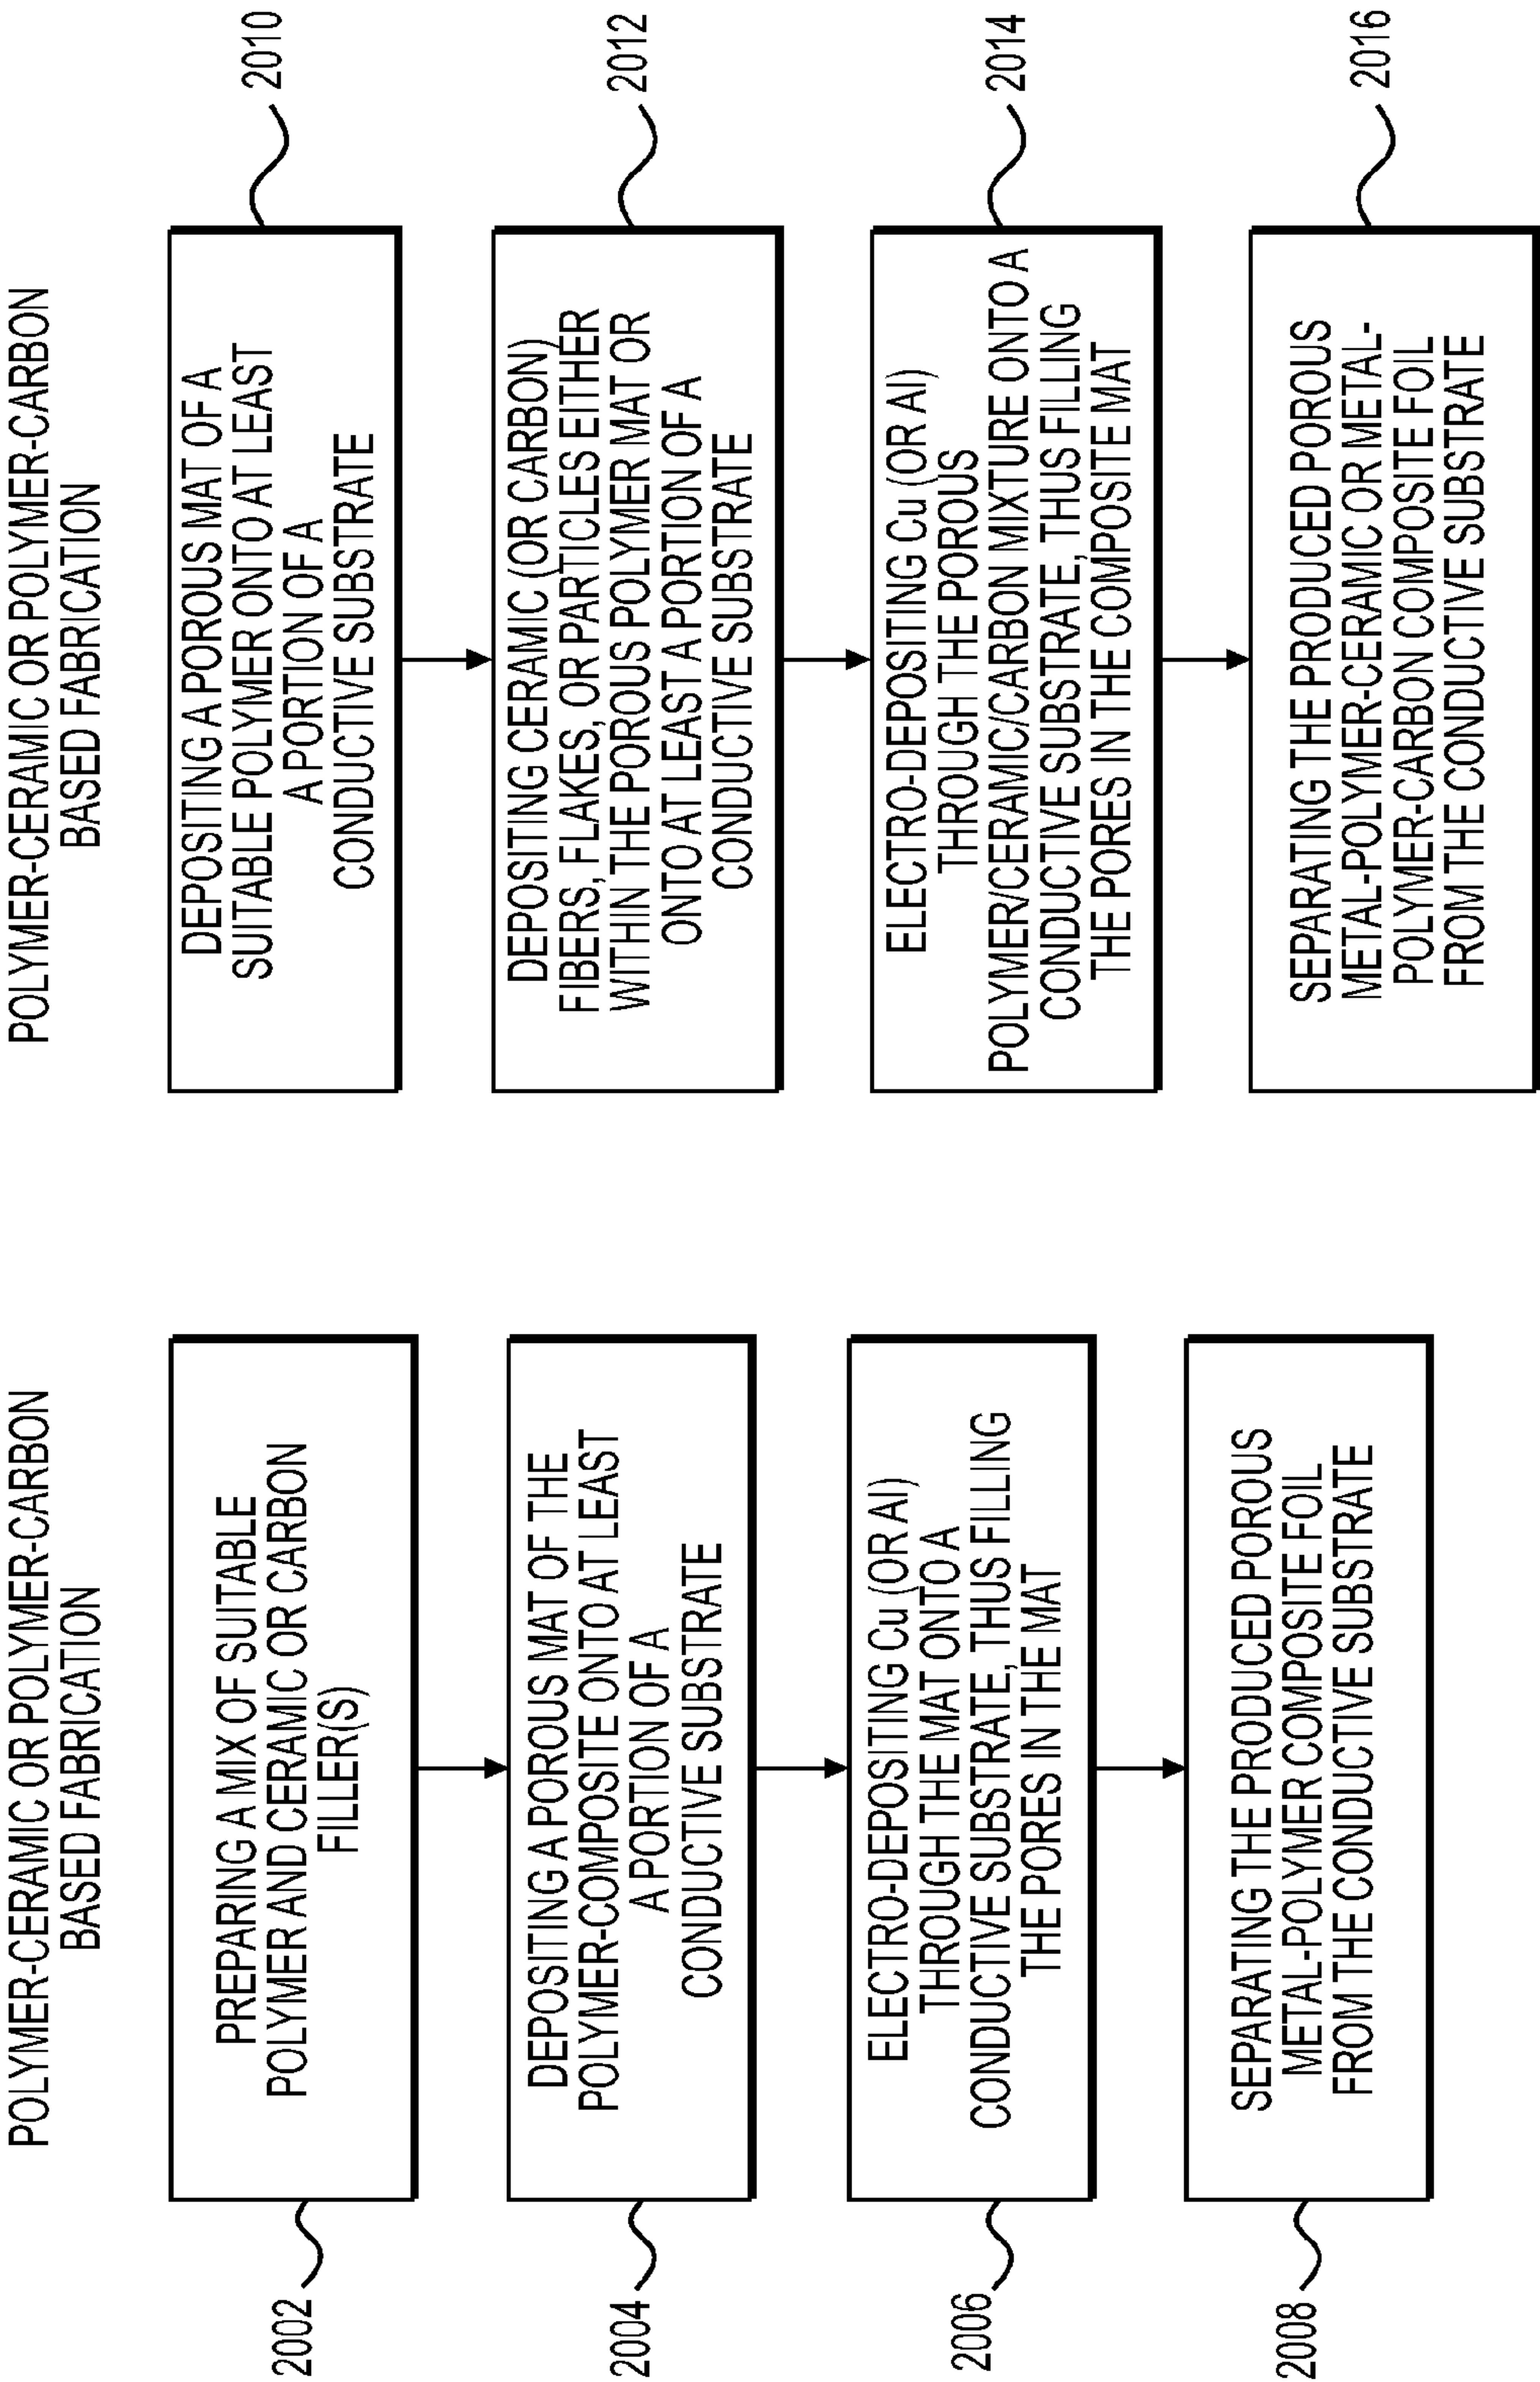 POLYMER-CERAMIC OR POLYMER-CARBON
BASED FABRICATION
2002
PREPARING A MIX OF SUITABLE
POLYMER AND CERAMIC OR CARBON
FILLER(S)
2004
DEPOSITING A POROUS MAT OF THE
POLYMER-COMPOSITE ONTO AT LEAST
A PORTION OF A
CONDUCTIVE SUBSTRATE
2006
ELECTRO-DEPOSITING Cu (OR Al)
THROUGH THE MAT ONTO A
CONDUCTIVE SUBSTRATE, THUS FILLING
THE PORES IN THE MAT
2008
SEPARATING THE PRODUCED POROUS
METAL-POLYMER COMPOSITE FOIL
FROM THE CONDUCTIVE SUBSTRATE
POLYMER-CERAMIC OR POLYMER-CARBON
BASED FABRICATION
DEPOSITING A POROUS MAT OF A
SUITABLE POLYMER ONTO AT LEAST
A PORTION OF A
CONDUCTIVE SUBSTRATE
2010
DEPOSITING CERAMIC (OR CARBON)
FIBERS, FLAKES, OR PARTICLES EITHER
WITHIN THE POROUS POLYMER MAT OR
ONTO AT LEAST A PORTION OF A
CONDUCTIVE SUBSTRATE
2012
ELECTRO-DEPOSITING Cu (OR Al)
THROUGH THE POROUS
POLYMER/CERAMIC/CARBON MIXTURE ONTO A
CONDUCTIVE SUBSTRATE, THUS FILLING
THE PORES IN THE COMPOSITE MAT
2014
SEPARATING THE PRODUCED POROUS
METAL-POLYMER-CERAMIC OR METAL-
POLYMER-CARBON COMPOSITE FOIL
FROM THE CONDUCTIVE SUBSTRATE
2016